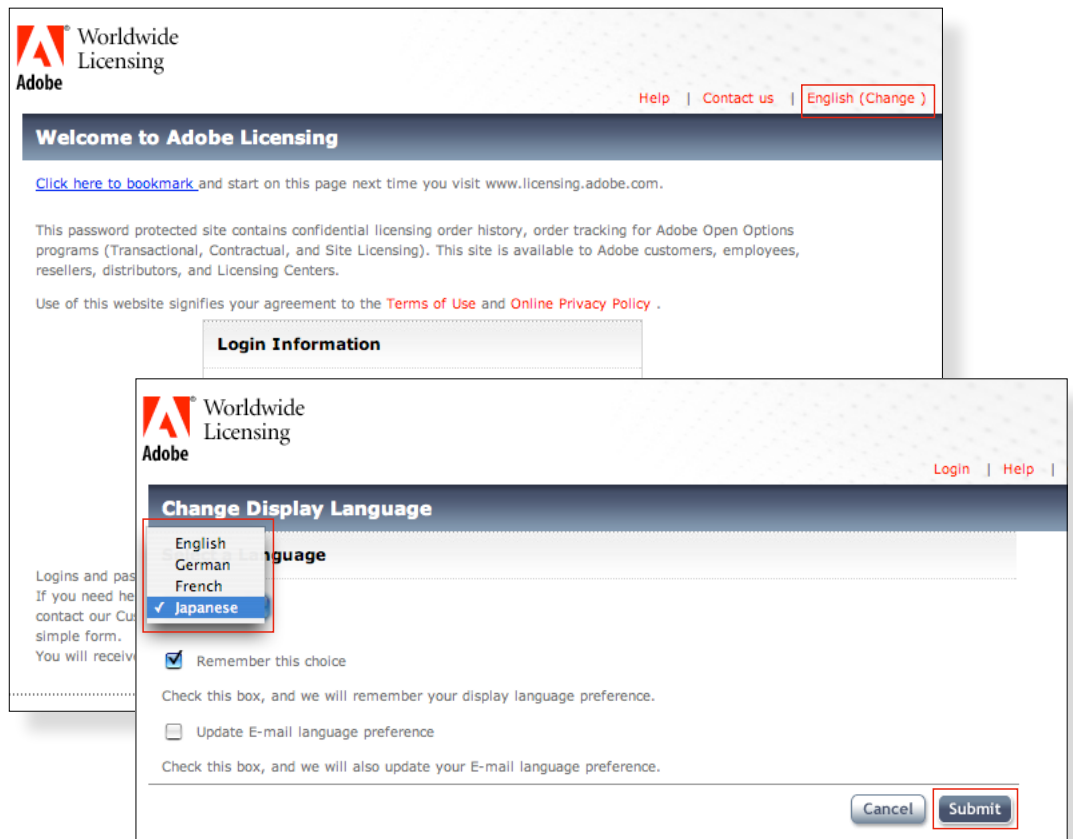 Worldwide
Licensing
Adobe
Help | Contact us | English (Change )
Welcome to Adobe Licensing
Click here to bookmark and start on this page next time you visit www.licensing.adobe.com.
This password protected site contains confidential licensing order history, order tracking for Adobe Open Options
programs (Transactional, Contractual, and Site Licensing). This site is available to Adobe customers, employees,
resellers, distributors, and Licensing Centers.
Use of this website signifies your agreement to the Terms of Use and Online Privacy Policy .
Login Information
Logins and pas
If you need he
contact our Cu
simple form.
You will receiv
Worldwide
Licensing
Adobe
Login | Help |
Change Display Language
English
German
French
✓ Japanese
Language
Remember this choice
Check this box, and we will remember your display language preference.
Update E-mail language preference
Check this box, and we will also update your E-mail language preference.
Cancel
Submit